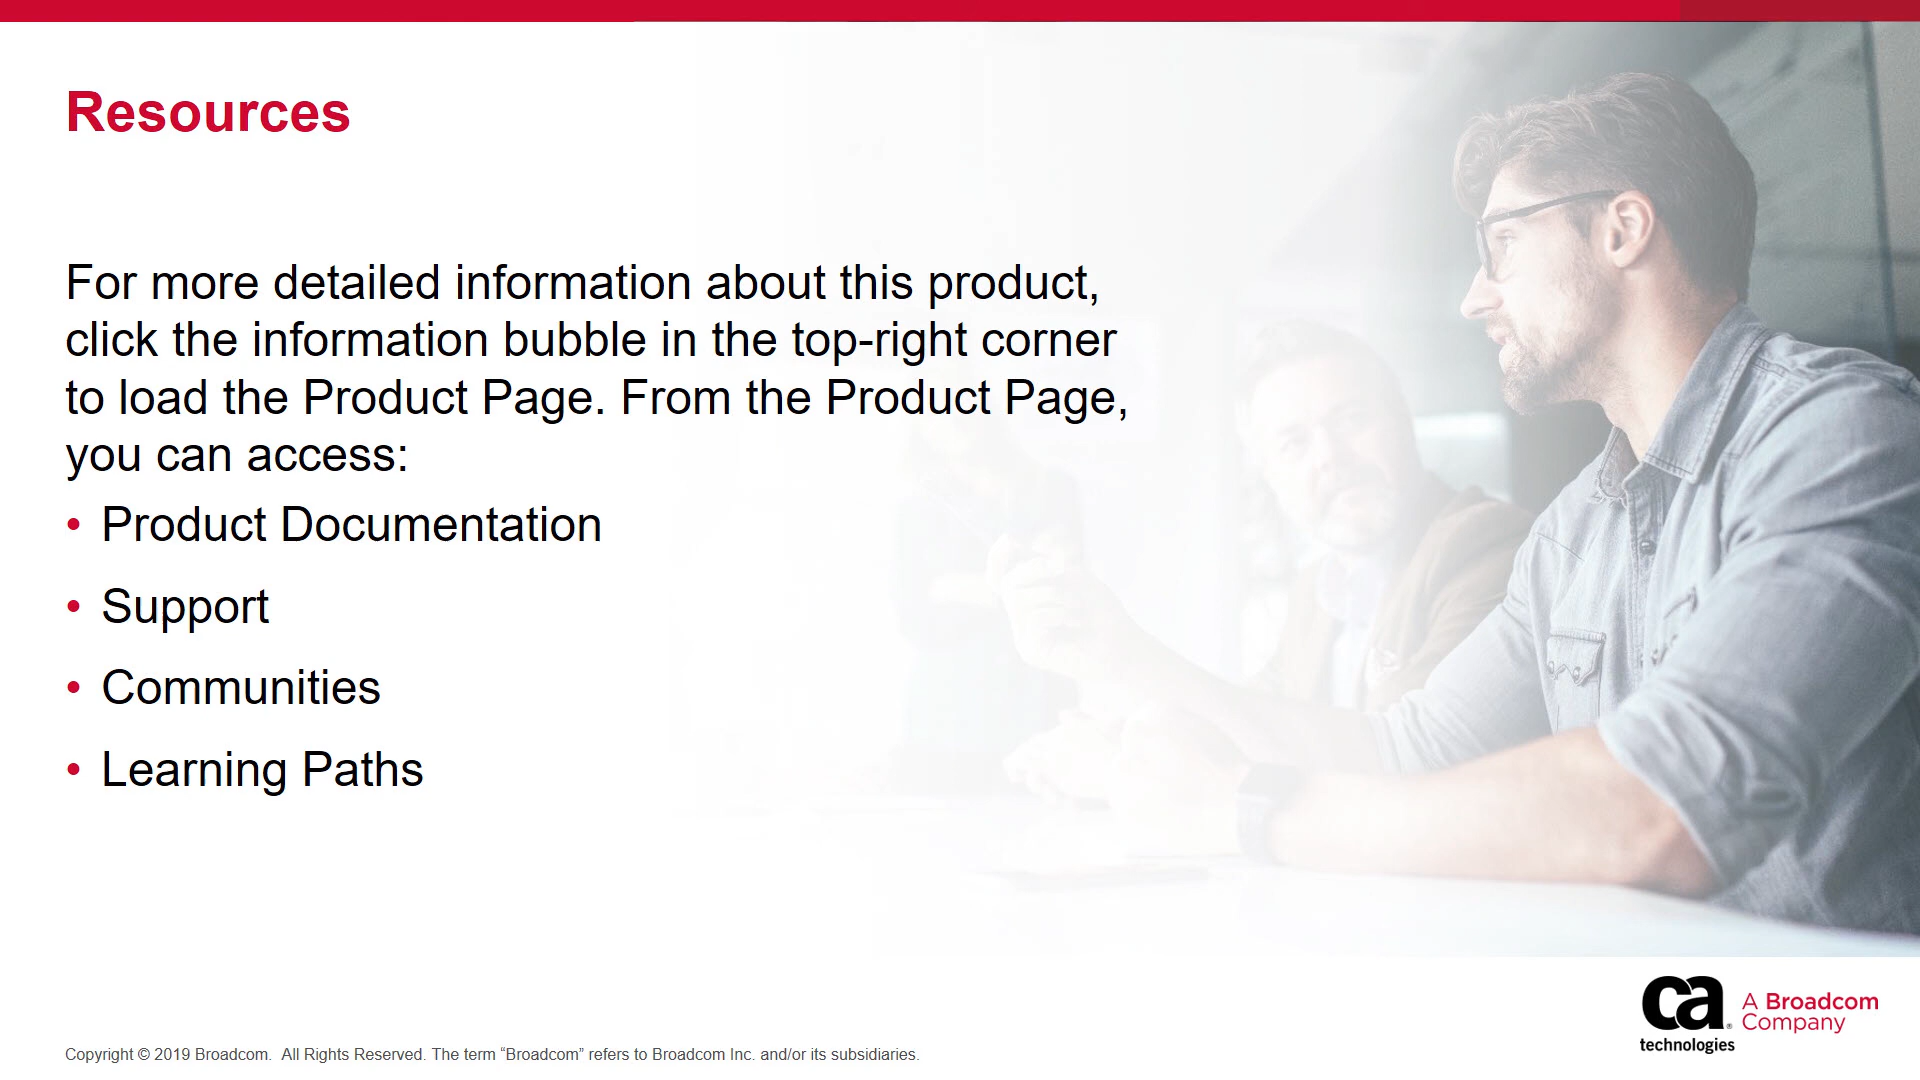 Resources
For more detailed information about this product,
click the information bubble in the top-right corner
to load the Product Page. From the Product Page,
you can access:
• Product Documentation
• Support
• Communities
• Learning Paths
ca®
technologies
A Broadcom
Company
Copyright © 2019 Broadcom.  All Rights Reserved. The term “Broadcom” refers to Broadcom Inc. and/or its subsidiaries.